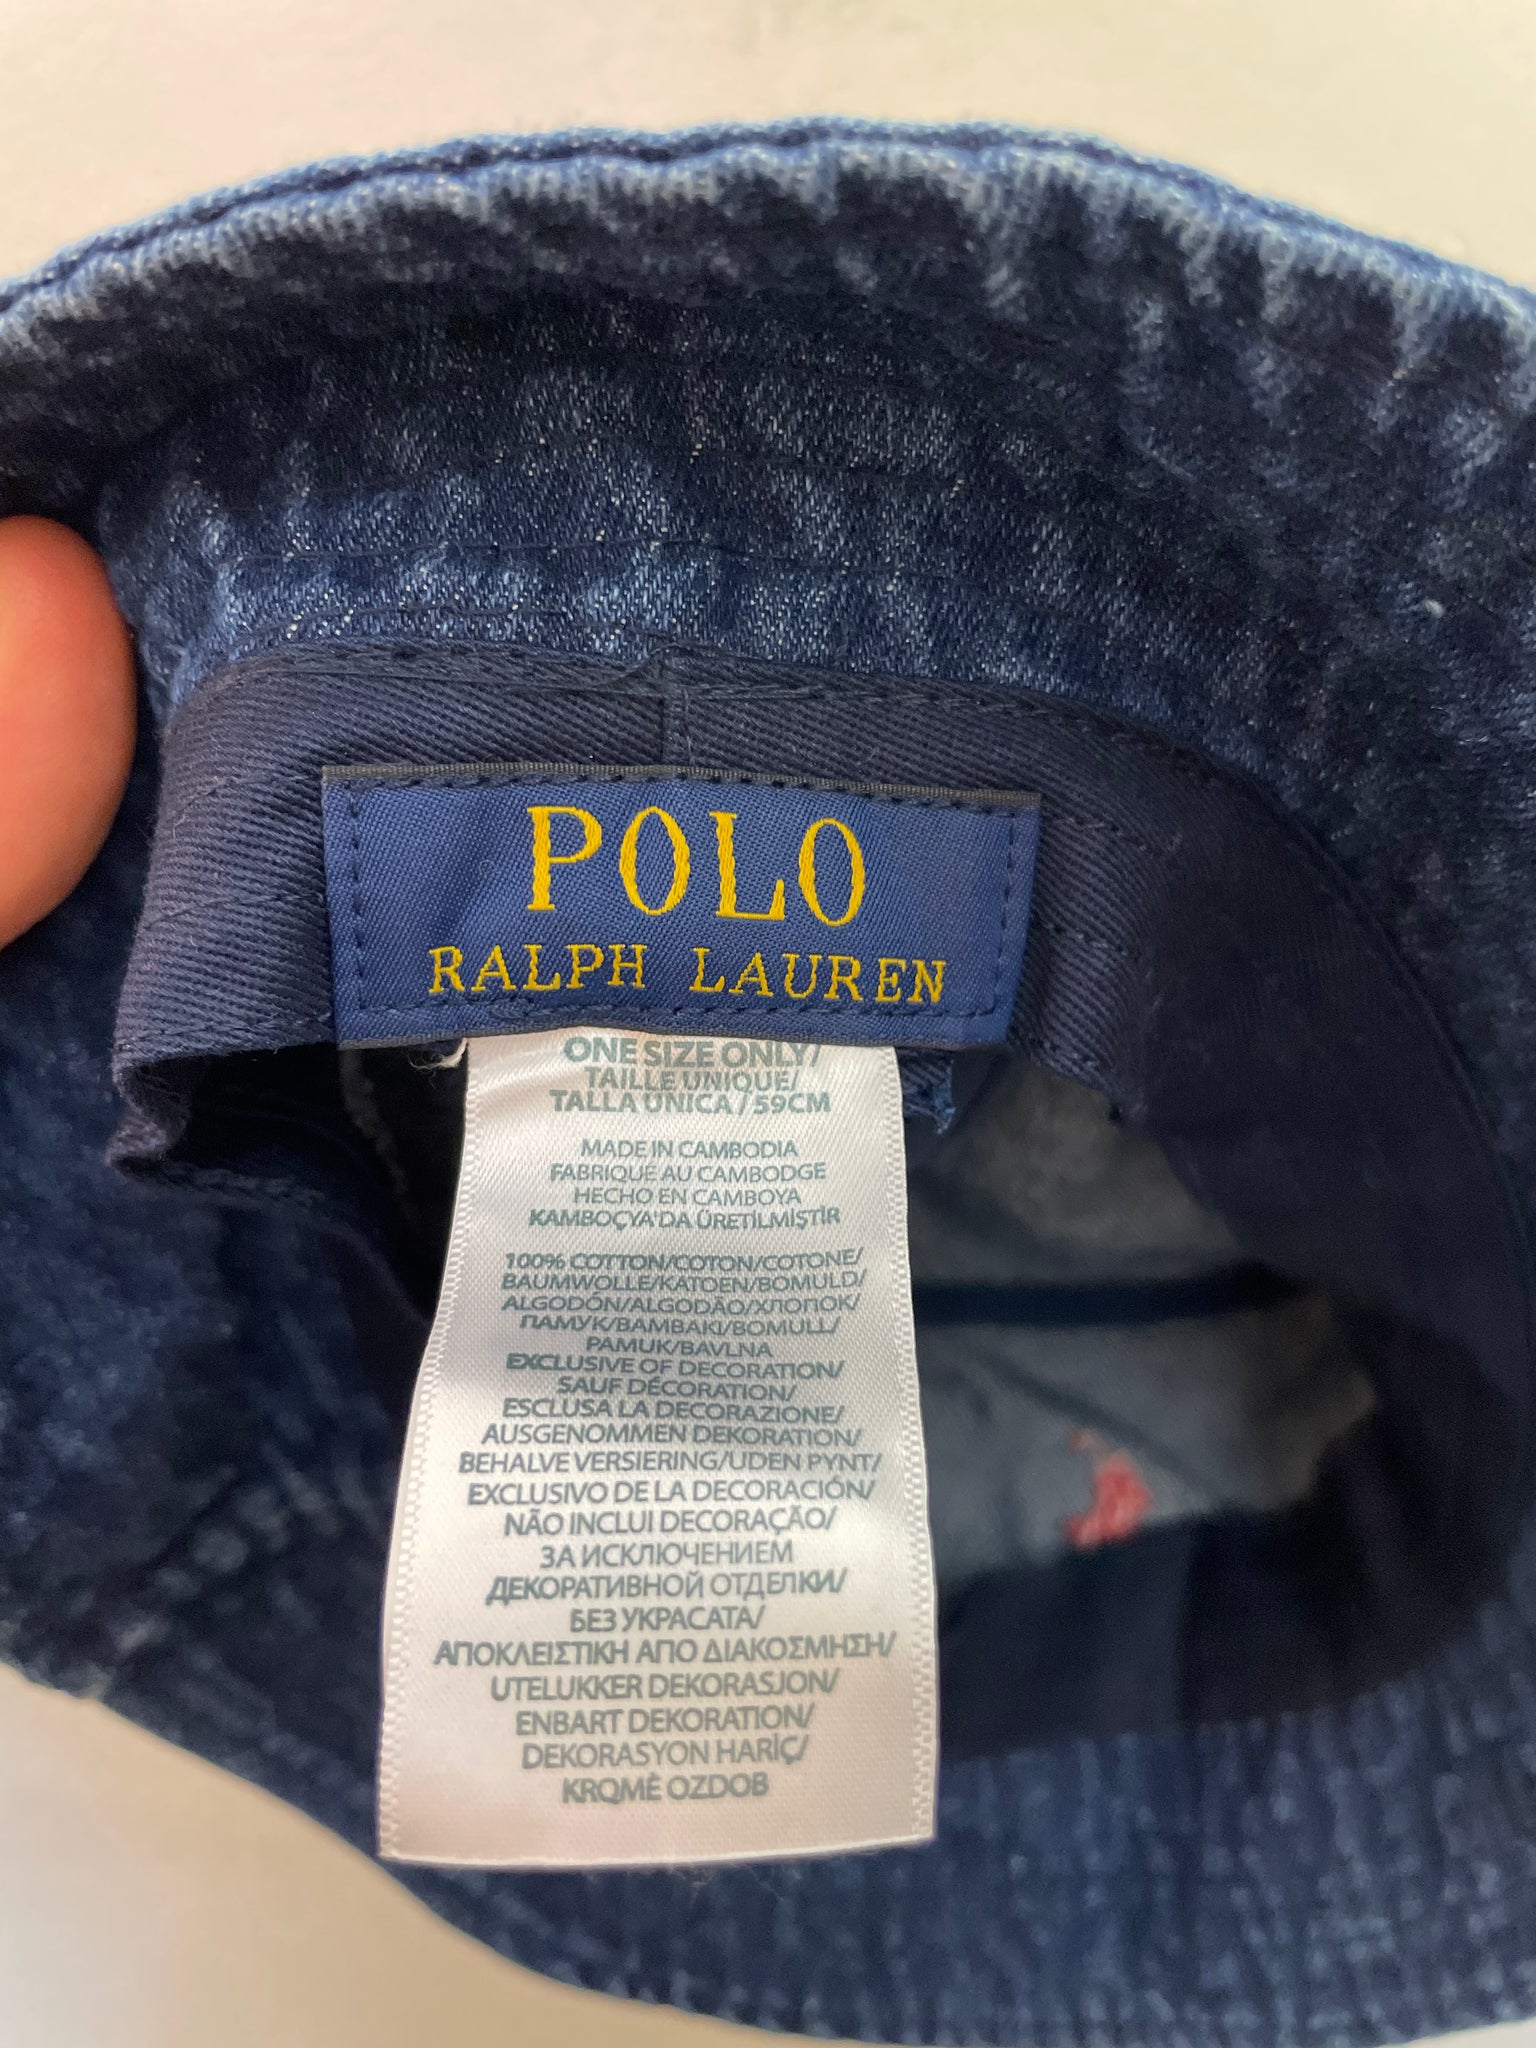 POLO
RALPH LAUREN
ONE SIZE ONLY/
TAILLE UNIQUE/
TALLA UNICA / 59CM
MADE IN CAMBODIA
FABRIQUE AU CAMBODGE
HECHO EN CAMBOYA
KAMBOÇYA'DA ÜRETİLMİŞTİR
100% COTTON/COTON/COTONE/
BAUMWOLLE/KATOEN/BOMULD/
ALGODÓN/ALGODÃO/ХЛОПОК/
ПАМУК/ΒΑΜΒΑΚΙ/BOMULL/
PAMUK/BAVLNA
EXCLUSIVE OF DECORATION/
SAUF DÉCORATION/
ESCLUSA LA DECORAZIONE/
AUSGENOMMEN DEKORATION/
BEHALVE VERSIERING/UDEN PYNT/
EXCLUSIVO DE LA DECORACIÓN/
NÃO INCLUI DECORAÇÃO/
ЗА ИСКЛЮЧЕНИЕМ
ДЕКОРАТИВНОЙ ОТДЕЛКИ/
БЕЗ УКРАСАТА/
ΑΠΟΚΛΕΙΣΤΙΚΗ ΑΠΟ ΔΙΑΚΟΣΜΗΣΗ/
UTELUKKER DEKORASJON/
ENBART DEKORATION/
DEKORASYON HARİÇ/
KRQMÈ OZDOB